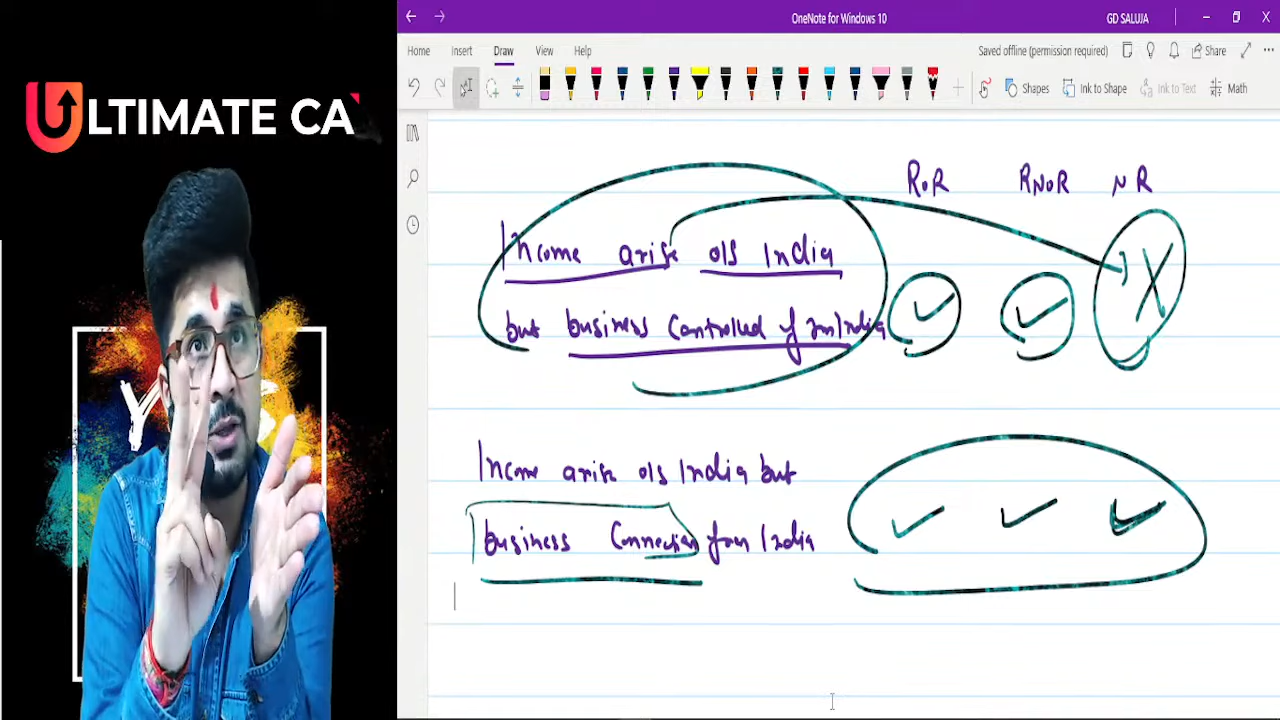 OneNote for Windows 10
GD SALUJA
Home Insert Draw View Help
Saved offline (permission required)
Share
Shapes
Ink to Shape
Ink to Text
Math
ULTIMATE CA
ROR RNOR NR
Income arise o/s India
but business Controlled from India
Income arise o/s India but
business Connection from India